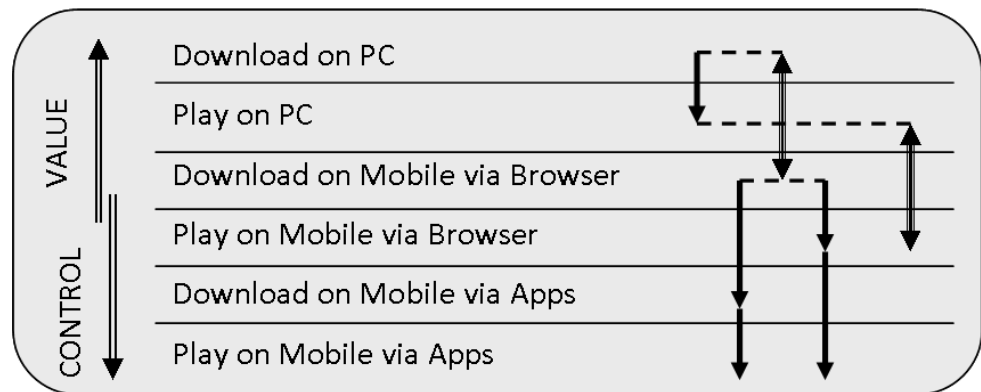 VALUE
CONTROL
Download on PC
Play on PC
Download on Mobile via Browser
Play on Mobile via Browser
Download on Mobile via Apps
Play on Mobile via Apps